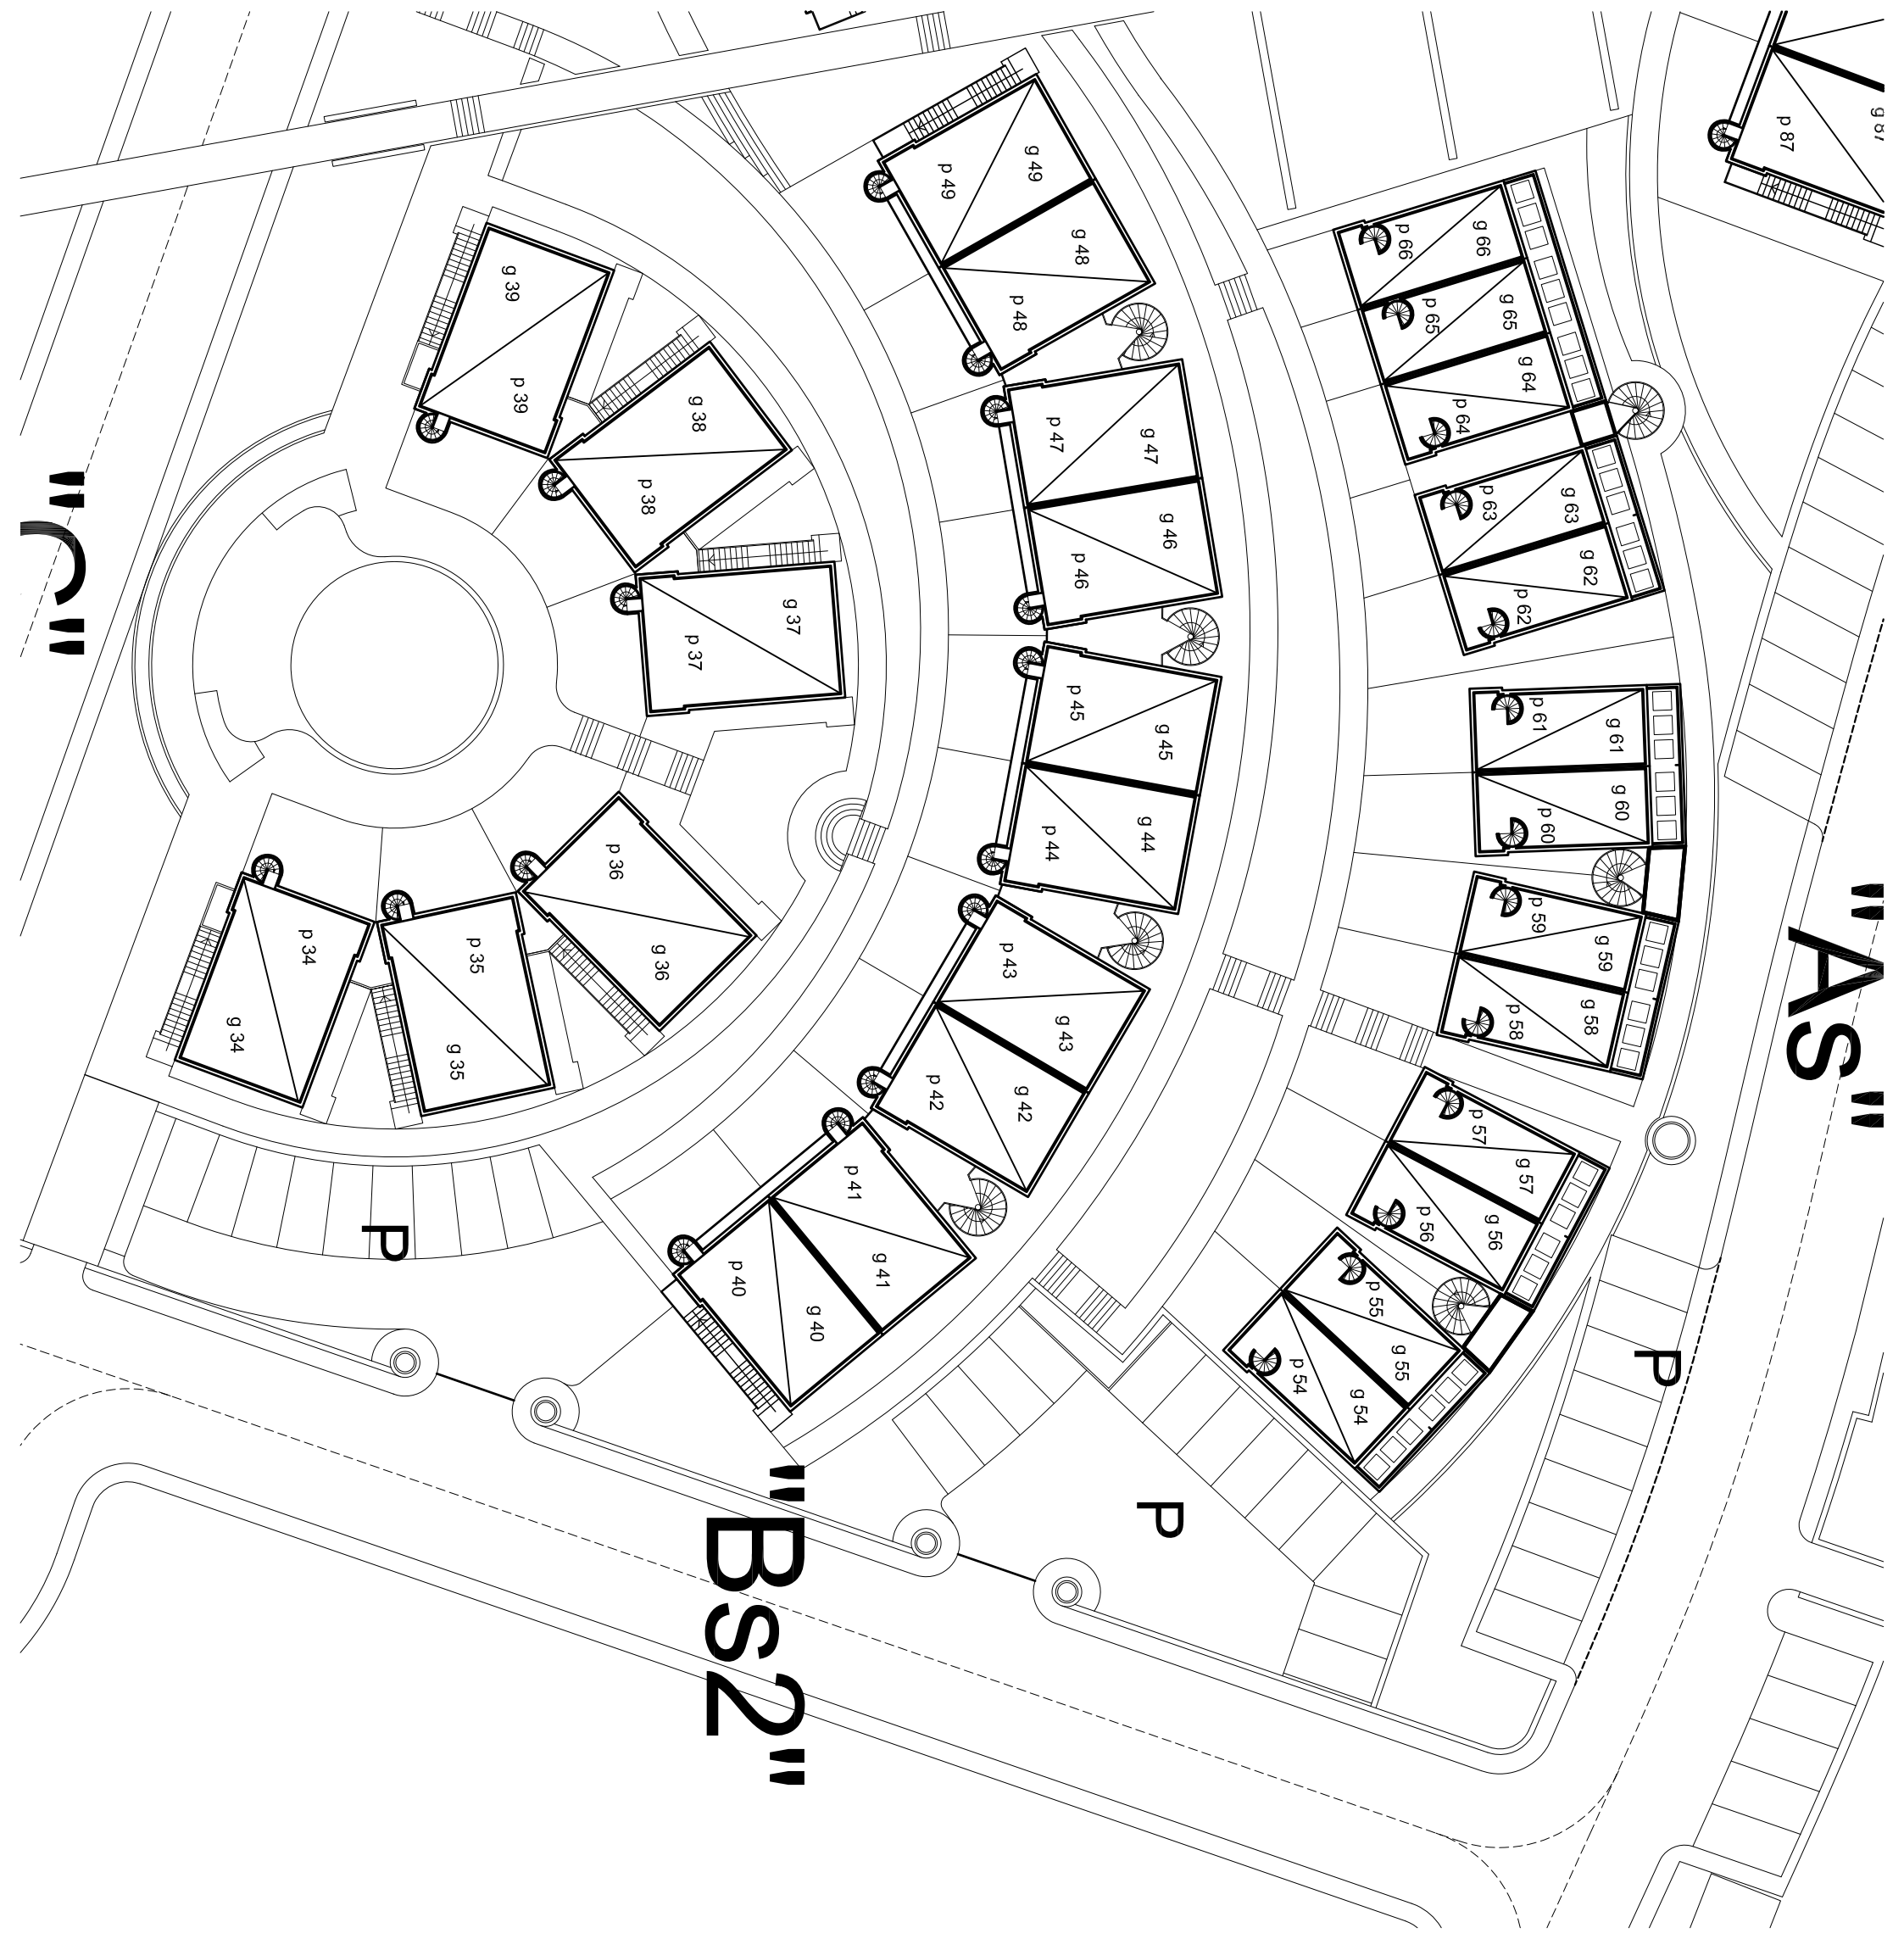 p 87
g 87
g 49
p 49
g 48
p 48
g 66
p 66
g 65
p 65
g 64
p 64
g 39
p 39
g 38
p 38
g 47
p 47
g 46
p 46
g 63
p 63
g 62
p 62
"C"
g 37
p 37
p 45
g 45
p 44
g 44
p 61
g 61
p 60
g 60
p 36
g 36
p 35
g 35
p 34
g 34
p 43
g 43
p 42
g 42
p 59
g 59
p 58
g 58
"As"
p 57
g 57
p 56
g 56
p 41
g 41
p 40
g 40
p 55
g 55
p 54
g 54
P
P
P
"Bs2"